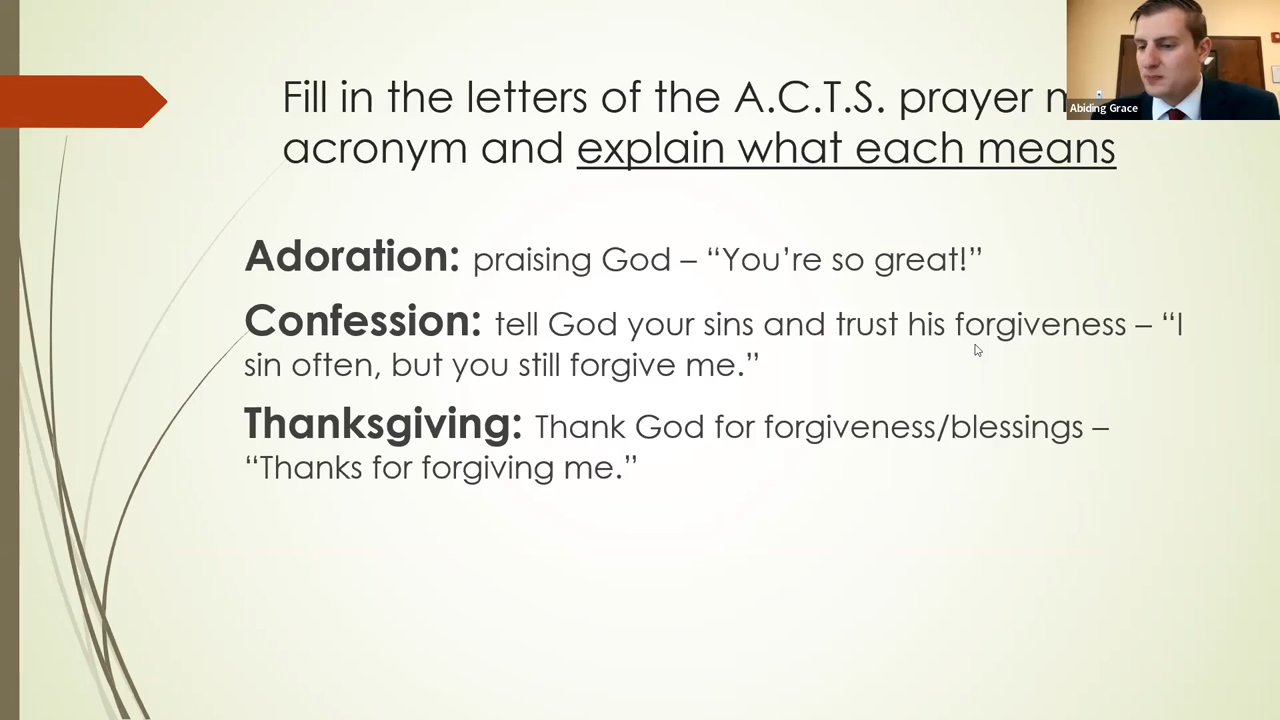 Fill in the letters of the A.C.T.S. prayer
acronym and explain what each means
Abiding Grace
Adoration: praising God – “You’re so great!”
Confession: tell God your sins and trust his forgiveness – “I
sin often, but you still forgive me.”
Thanksgiving: Thank God for forgiveness/blessings –
“Thanks for forgiving me.”